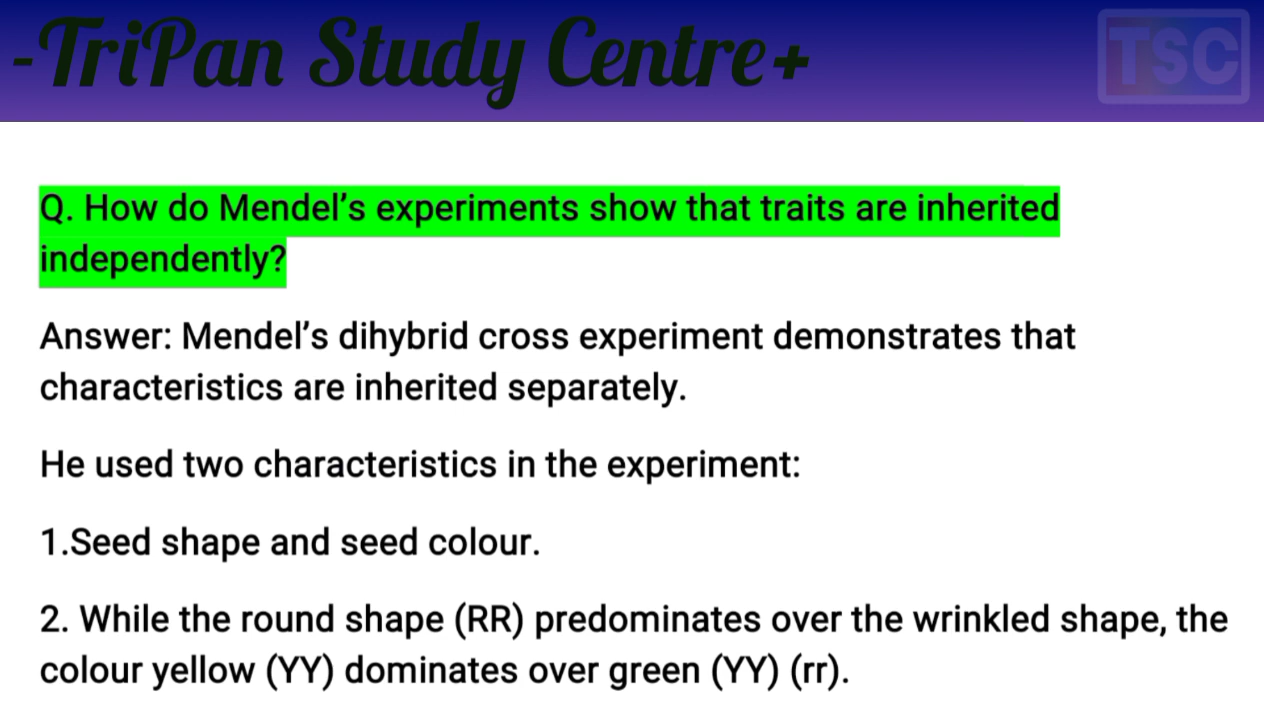 -TriPan Study Centre+
TSC
Q. How do Mendel’s experiments show that traits are inherited
independently?
Answer: Mendel’s dihybrid cross experiment demonstrates that
characteristics are inherited separately.
He used two characteristics in the experiment:
1.Seed shape and seed colour.
2. While the round shape (RR) predominates over the wrinkled shape, the
colour yellow (YY) dominates over green (YY) (rr).